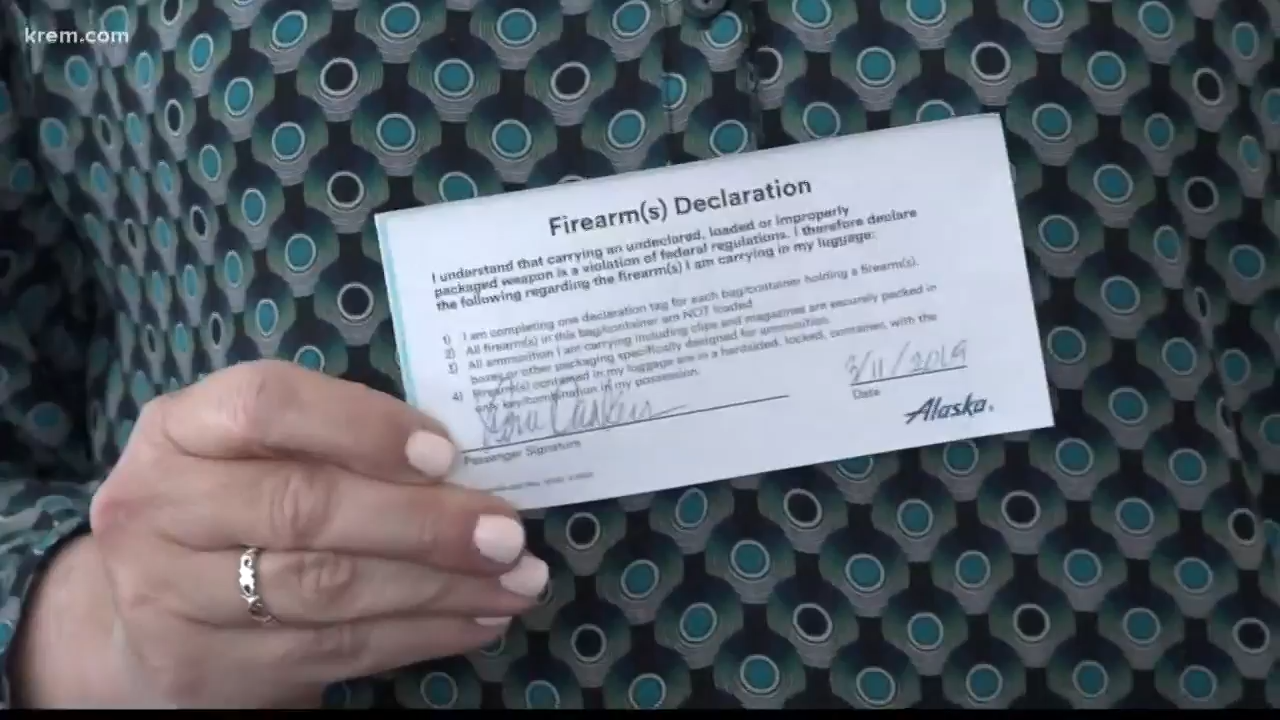 krem.com
Firearm(s) Declaration
I understand that carrying an undeclared, loaded or improperly
packaged weapon is a violation of federal regulations. I therefore declare
the following regarding the firearm(s) I am carrying in my luggage:
1) I am completing one declaration tag for each bag/container holding a firearm(s).
2) All firearm(s) in this bag/container are NOT loaded.
3) All ammunition I am carrying including clips and magazines are securely packed in
boxes or other packaging specifically designed for ammunition.
4) Firearm(s) contained in my luggage are in a hardsided, locked, container, with the
only key/combination in my possession.
3/11/2019
Passenger Signature
Date
Alaska